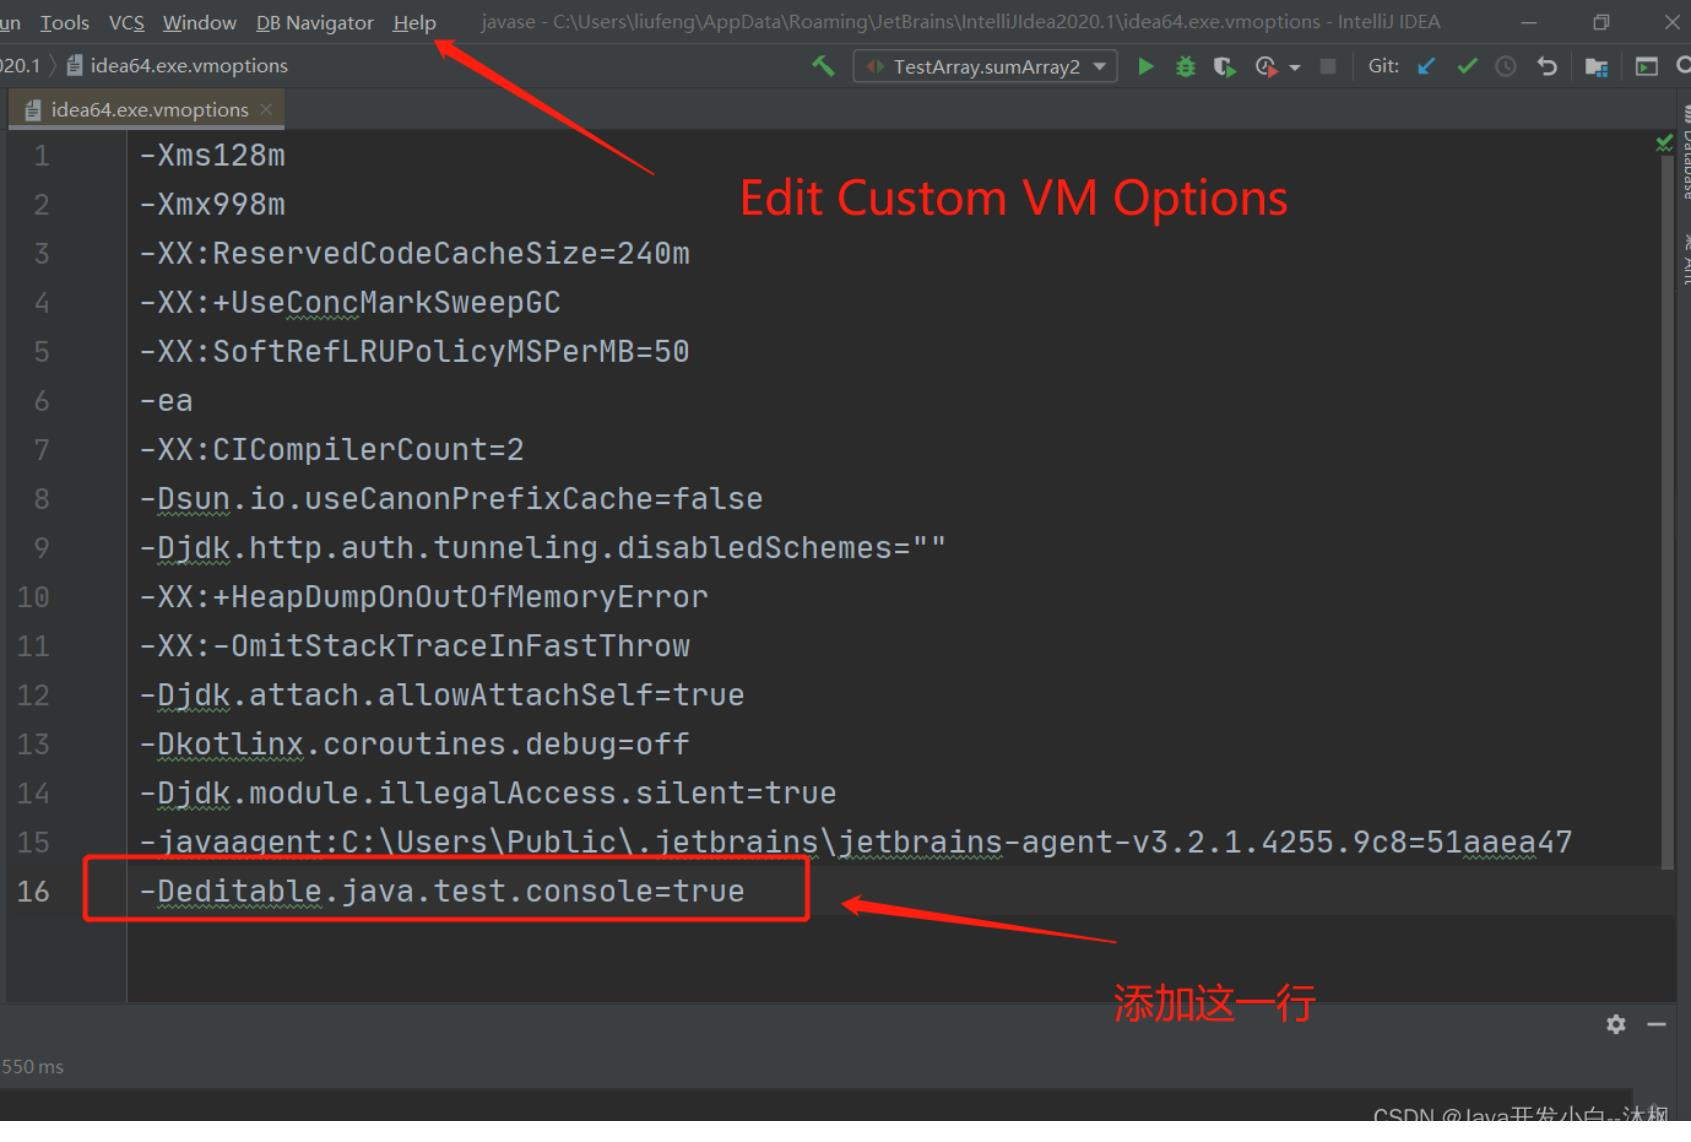 un Tools VCS Window DB Navigator Help javase - C:\Users\liufeng\AppData\Roaming\JetBrains\IntelliJIdea2020.1\idea64.exe.vmoptions - IntelliJ IDEA
020.1 idea64.exe.vmoptions TestArray.sumArray2 Git:
idea64.exe.vmoptions
1 -Xms128m
2 -Xmx998m
Edit Custom VM Options
3 -XX:ReservedCodeCacheSize=240m
4 -XX:+UseConcMarkSweepGC
5 -XX:SoftRefLRUPolicyMSPerMB=50
6 -ea
7 -XX:CICompilerCount=2
8 -Dsun.io.useCanonPrefixCache=false
9 -Djdk.http.auth.tunneling.disabledSchemes=""
10 -XX:+HeapDumpOnOutOfMemoryError
11 -XX:-OmitStackTraceInFastThrow
12 -Djdk.attach.allowAttachSelf=true
13 -Dkotlinx.coroutines.debug=off
14 -Djdk.module.illegalAccess.silent=true
15 -javaagent:C:\Users\Public\.jetbrains\jetbrains-agent-v3.2.1.4255.9c8=51aaea47
16 -Deditable.java.test.console=true
添加这一行
Database
Ant
550 ms
CSDN @Java开发小白--沐枫